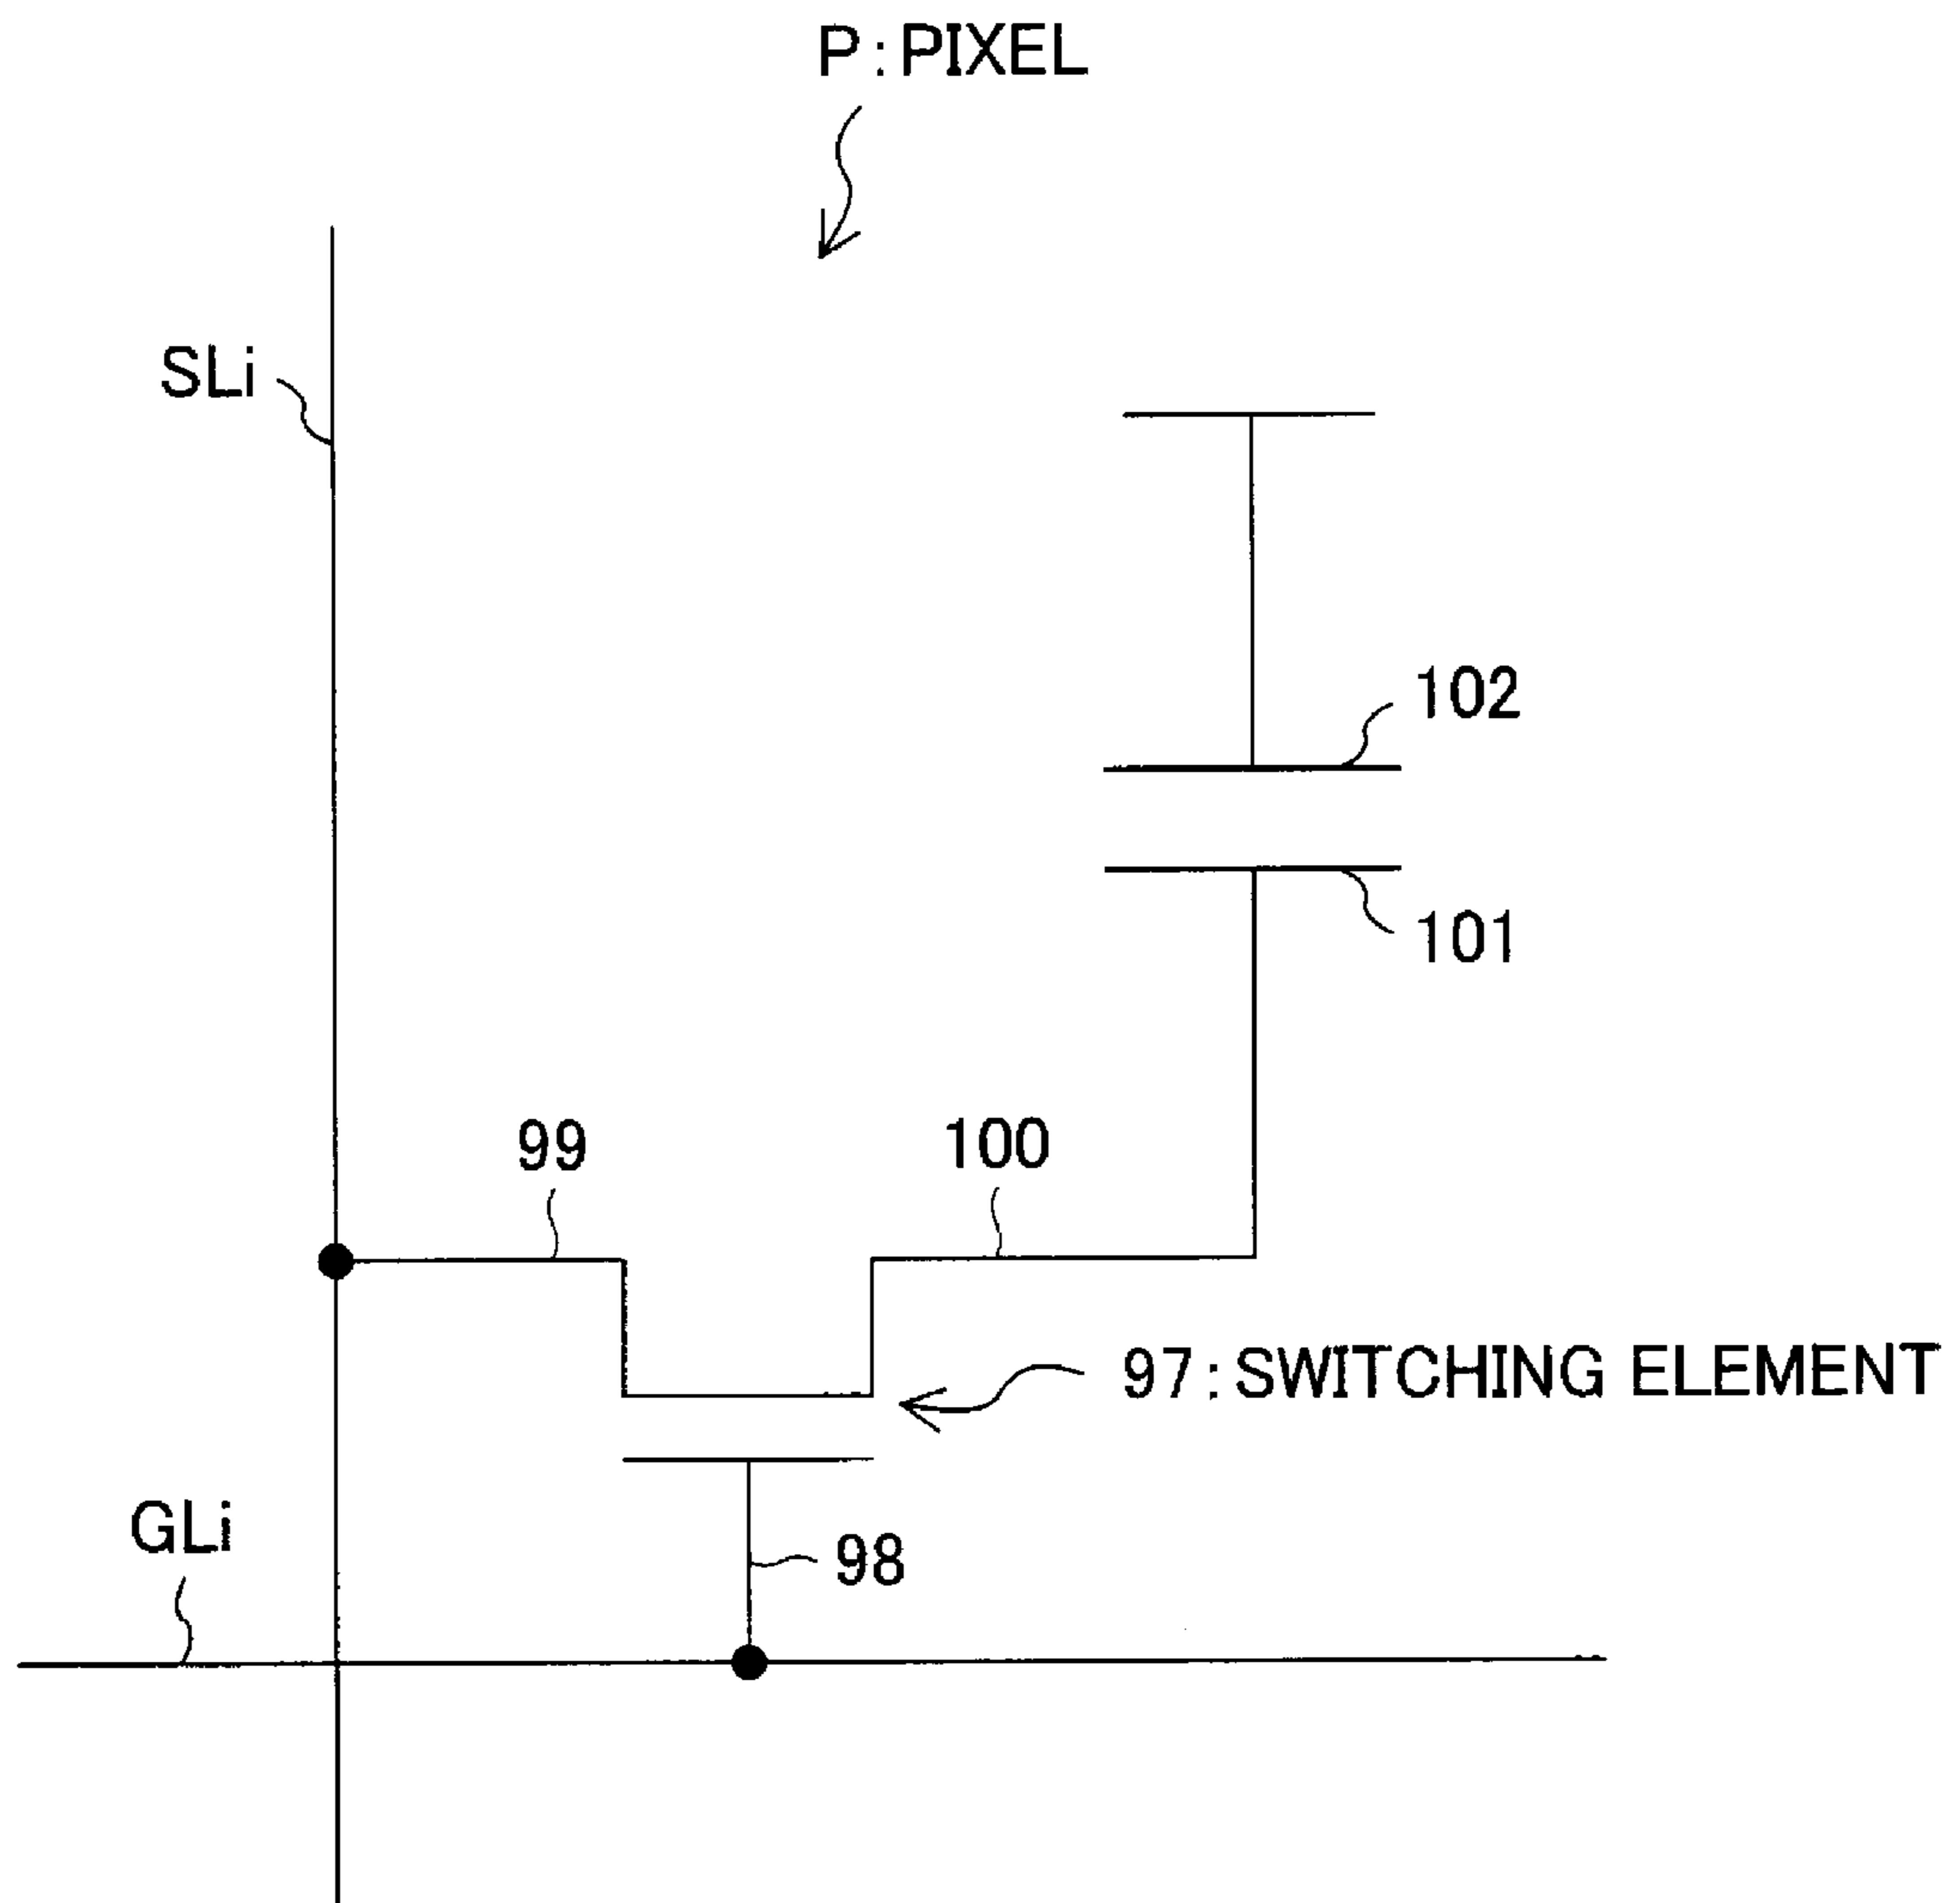 P:PIXEL
SLi
102
101
99
100
97:SWITCHING ELEMENT
GLi
98